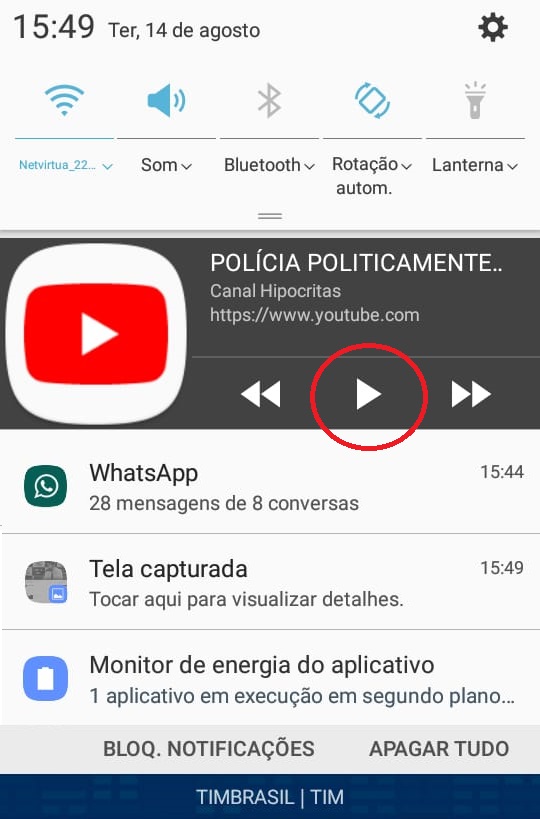 15:49 Ter, 14 de agosto
Netvirtua_22... Som Bluetooth Rotação autom. Lanterna
POLÍCIA POLITICAMENTE..
Canal Hipocritas
https://www.youtube.com
WhatsApp 15:44
28 mensagens de 8 conversas
Tela capturada 15:49
Tocar aqui para visualizar detalhes.
Monitor de energia do aplicativo
1 aplicativo em execução em segundo plano...
BLOQ. NOTIFICAÇÕES APAGAR TUDO
TIMBRASIL | TIM